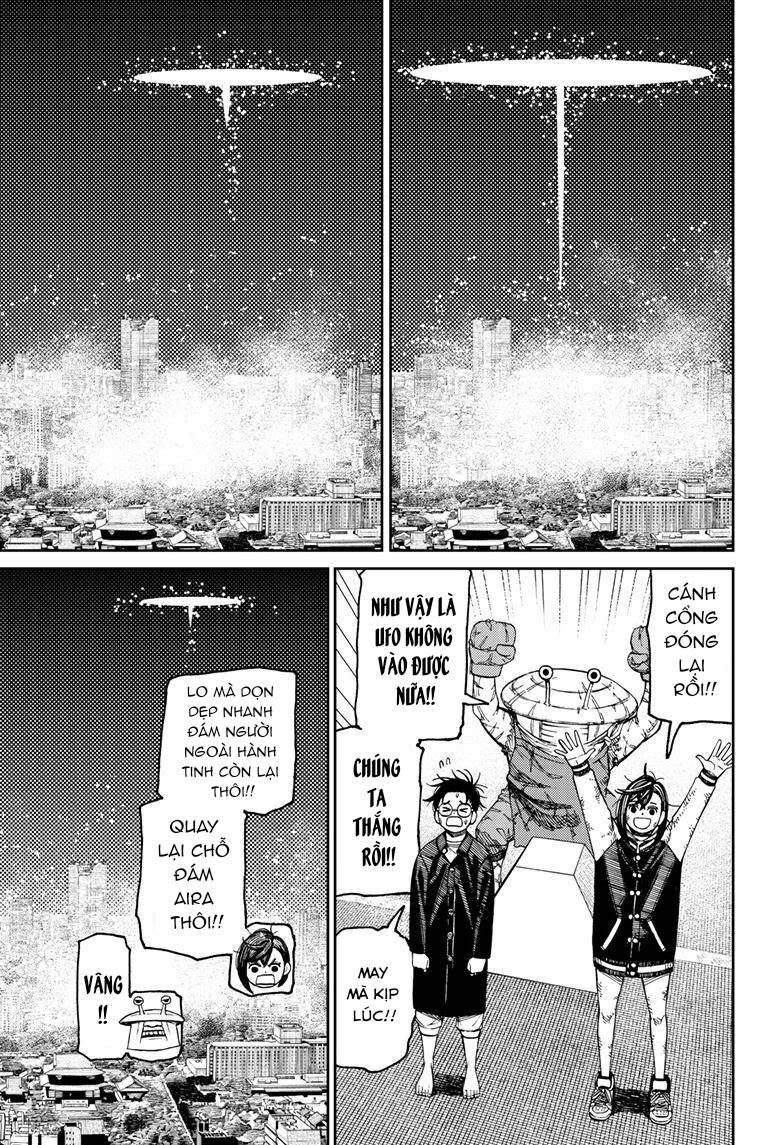 CÁNH
CỔNG
ĐÓNG
LẠI
RỒI!!
NHƯ VẬY LÀ
UFO KHÔNG
VÀO ĐƯỢC
NỮA!!
CHÚNG
TA
THẮNG
RỒI!!
MAY
MÀ KỊP
LÚC!!
LO MÀ DỌN
DẸP NHANH
ĐÁM NGƯỜI
NGOÀI HÀNH
TINH CÒN LẠI
THÔI!!
QUAY
LẠI CHỖ
ĐÁM
AIRA
THÔI!!
VÂNG
!!